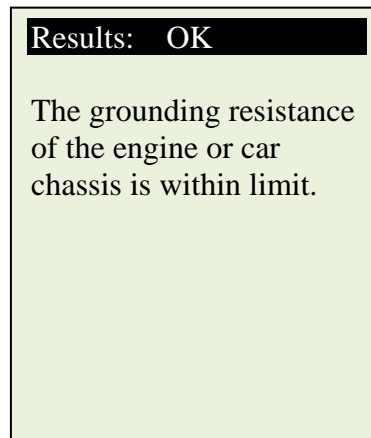 Results: OK
The grounding resistance
of the engine or car
chassis is within limit.